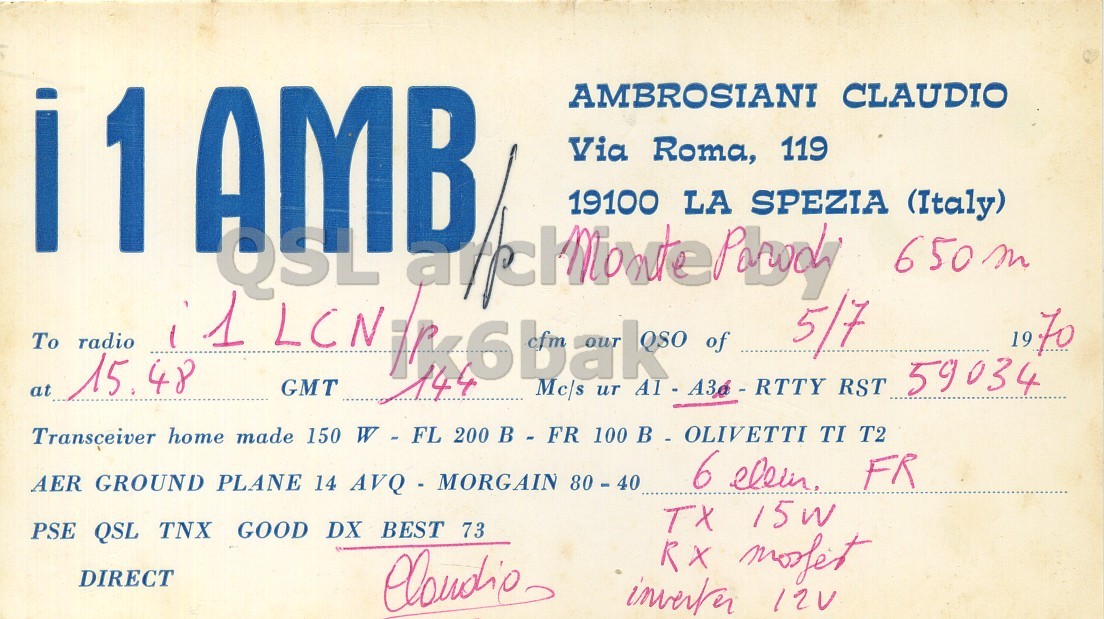 i1AMB/p
AMBROSIANI CLAUDIO
Via Roma, 119
19100 LA SPEZIA (Italy)
Monte Parodi 650 m
QSL archive by
ik6bak
To radio i 1 LCN/p cfm our QSO of 5/7 1970
at 15.48 GMT 144 Mc/s ur A1 - A3a - RTTY RST 59034
Transceiver home made 150 W - FL 200 B - FR 100 B - OLIVETTI TI T2
AER GROUND PLANE 14 AVQ - MORGAIN 80-40 6 elem. FR
PSE QSL TNX GOOD DX BEST 73
TX 15W
RX mosfet
DIRECT Claudio
inverter 12V